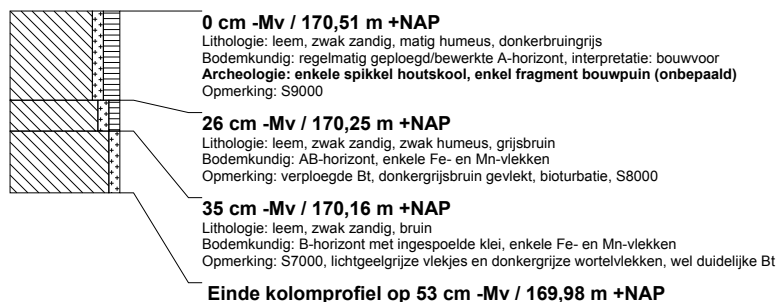 0 cm -Mv / 170,51 m +NAP
Lithologie: leem, zwak zandig, matig humeus, donkerbruingrijs
Bodemkundig: regelmatig geploegd/bewerkte A-horizont, interpretatie: bouwvoor
Archeologie: enkele spikkel houtskool, enkel fragment bouwpuin (onbepaald)
Opmerking: S9000
26 cm -Mv / 170,25 m +NAP
Lithologie: leem, zwak zandig, zwak humeus, grijsbruin
Bodemkundig: AB-horizont, enkele Fe- en Mn-vlekken
Opmerking: verploegde Bt, donkergrijsbruin gevlekt, bioturbatie, S8000
35 cm -Mv / 170,16 m +NAP
Lithologie: leem, zwak zandig, bruin
Bodemkundig: B-horizont met ingespoelde klei, enkele Fe- en Mn-vlekken
Opmerking: S7000, lichtgeelgrijze vlekjes en donkergrijze wortelvlekken, wel duidelijke Bt
Einde kolomprofiel op 53 cm -Mv / 169,98 m +NAP